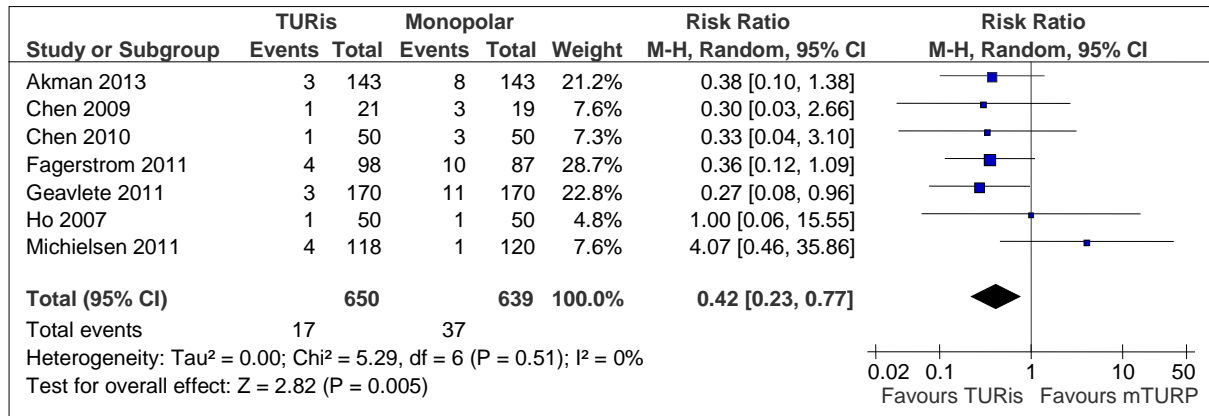 TURis Monopolar Risk Ratio Risk Ratio
Study or Subgroup Events Total Events Total Weight M-H, Random, 95% CI M-H, Random, 95% CI
Akman 2013 3 143 8 143 21.2% 0.38 [0.10, 1.38]
Chen 2009 1 21 3 19 7.6% 0.30 [0.03, 2.66]
Chen 2010 1 50 3 50 7.3% 0.33 [0.04, 3.10]
Fagerstrom 2011 4 98 10 87 28.7% 0.36 [0.12, 1.09]
Geavlete 2011 3 170 11 170 22.8% 0.27 [0.08, 0.96]
Ho 2007 1 50 1 50 4.8% 1.00 [0.06, 15.55]
Michielsen 2011 4 118 1 120 7.6% 4.07 [0.46, 35.86]
Total (95% CI) 650 639 100.0% 0.42 [0.23, 0.77]
Total events 17 37
Heterogeneity: Tau² = 0.00; Chi² = 5.29, df = 6 (P = 0.51); I² = 0%
Test for overall effect: Z = 2.82 (P = 0.005)
0.02 0.1 1 10 50
Favours TURis Favours mTURP